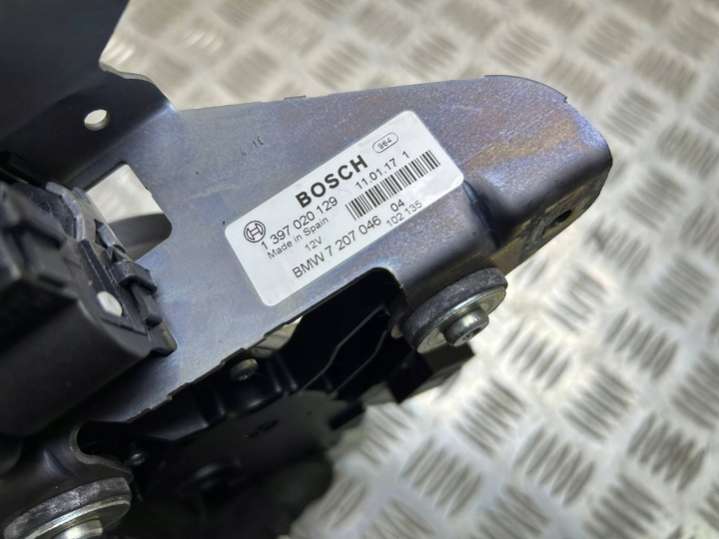 964
BOSCH
1 397 020 129 11.01.17 1
Made in Spain
12V
BMW 7 207 046 04
102 135